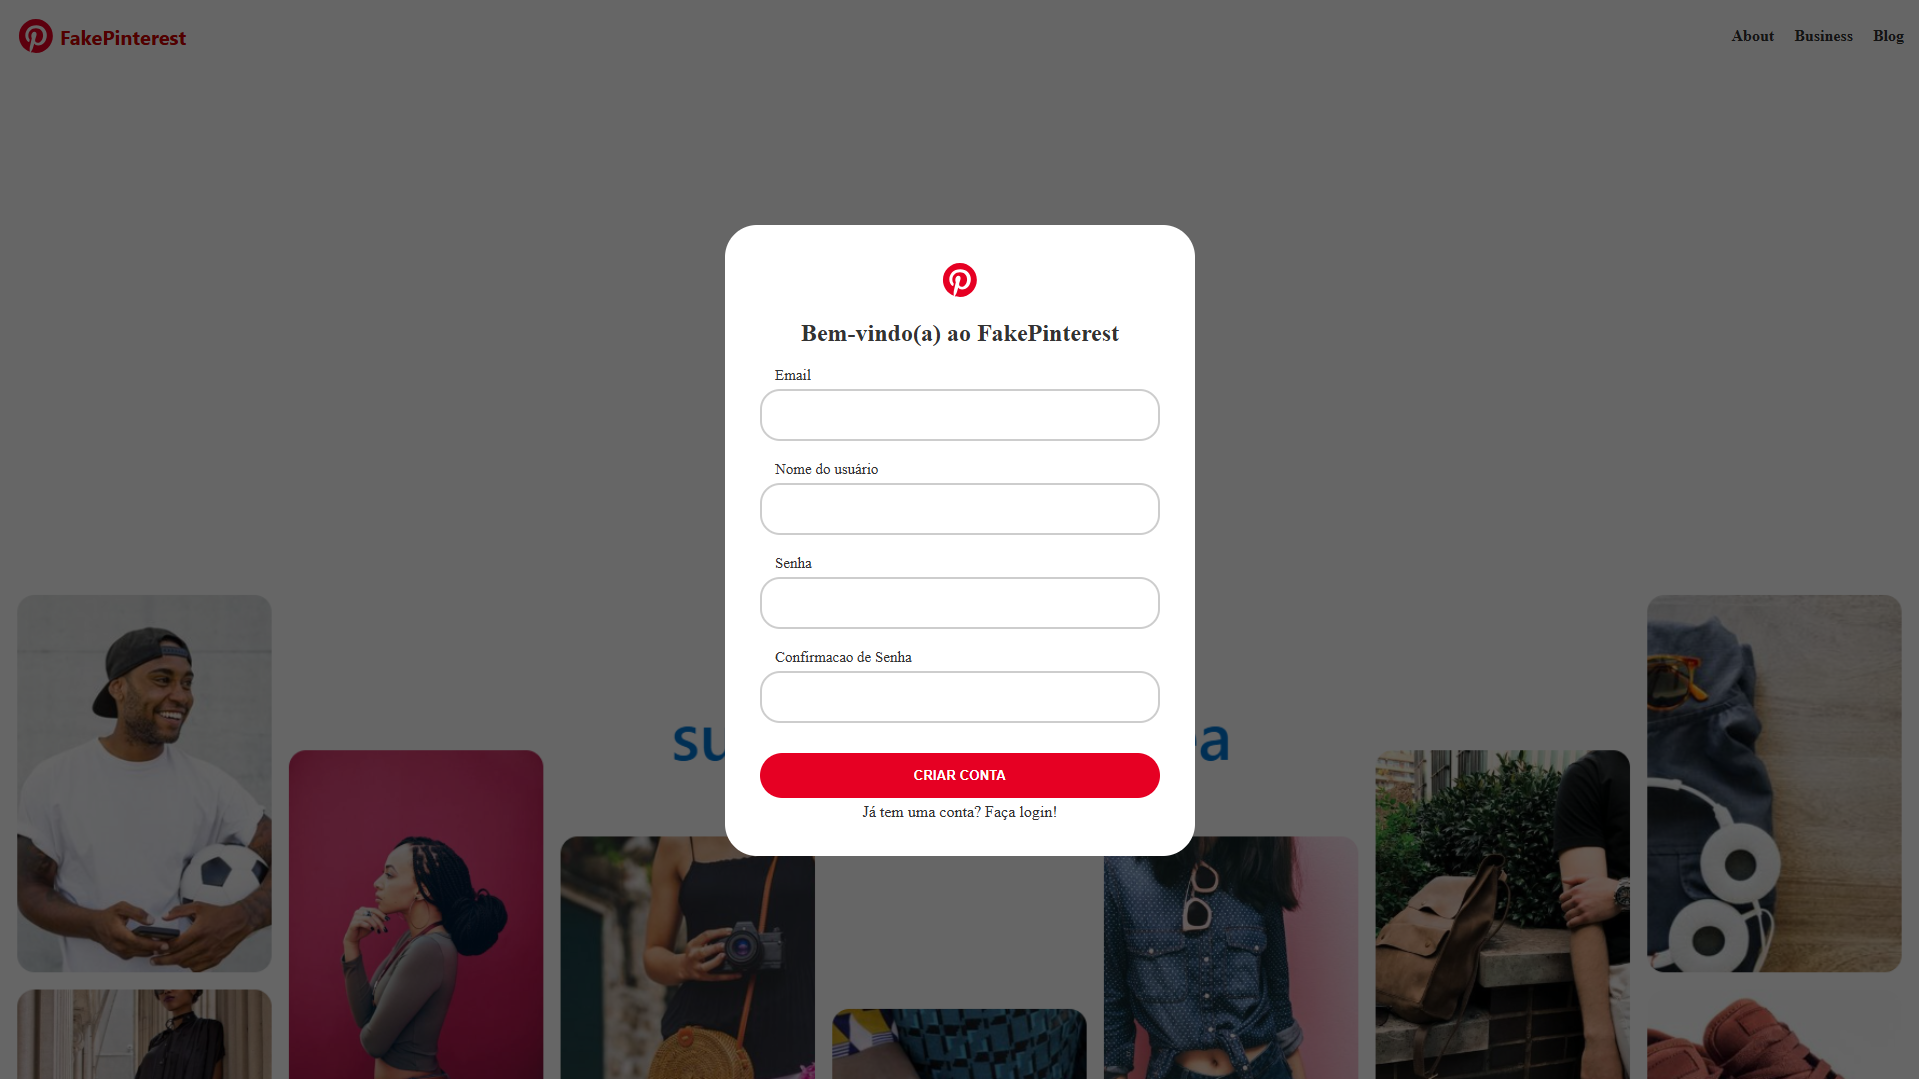 FakePinterest
About Business Blog
Bem-vindo(a) ao FakePinterest
Email
Nome do usuário
Senha
Confirmacao de Senha
CRIAR CONTA
Já tem uma conta? Faça login!